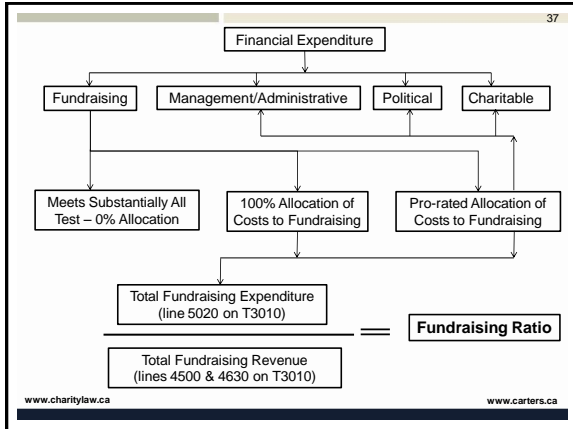 37
Financial Expenditure
Fundraising
Management/Administrative
Political
Charitable
Meets Substantially All
Test – 0% Allocation
100% Allocation of
Costs to Fundraising
Pro-rated Allocation of
Costs to Fundraising
Total Fundraising Expenditure
(line 5020 on T3010)
=
Fundraising Ratio
Total Fundraising Revenue
(lines 4500 & 4630 on T3010)
www.charitylaw.ca
www.carters.ca